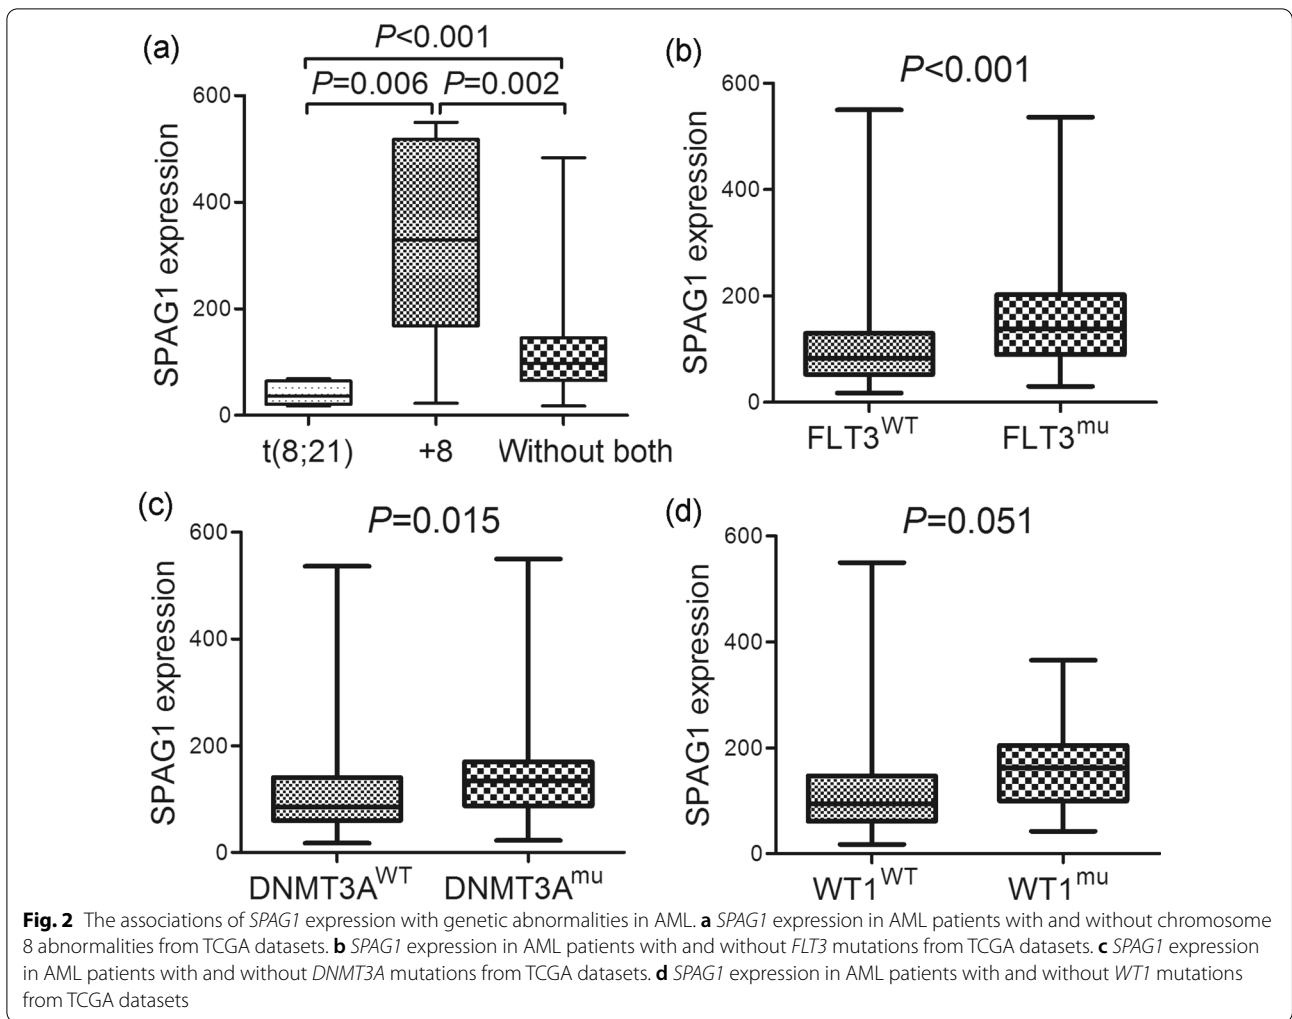 (a)
P<0.001
P=0.006
P=0.002
600
400
200
0
SPAG1 expression
t(8;21)
+8
Without both
(b)
P<0.001
600
400
200
0
SPAG1 expression
FLT3WT
FLT3mu
(c)
P=0.015
600
400
200
0
SPAG1 expression
DNMT3AWT
DNMT3Amu
(d)
P=0.051
600
400
200
0
SPAG1 expression
WT1WT
WT1mu
Fig. 2 The associations of SPAG1 expression with genetic abnormalities in AML. a SPAG1 expression in AML patients with and without chromosome
8 abnormalities from TCGA datasets. b SPAG1 expression in AML patients with and without FLT3 mutations from TCGA datasets. c SPAG1 expression
in AML patients with and without DNMT3A mutations from TCGA datasets. d SPAG1 expression in AML patients with and without WT1 mutations
from TCGA datasets